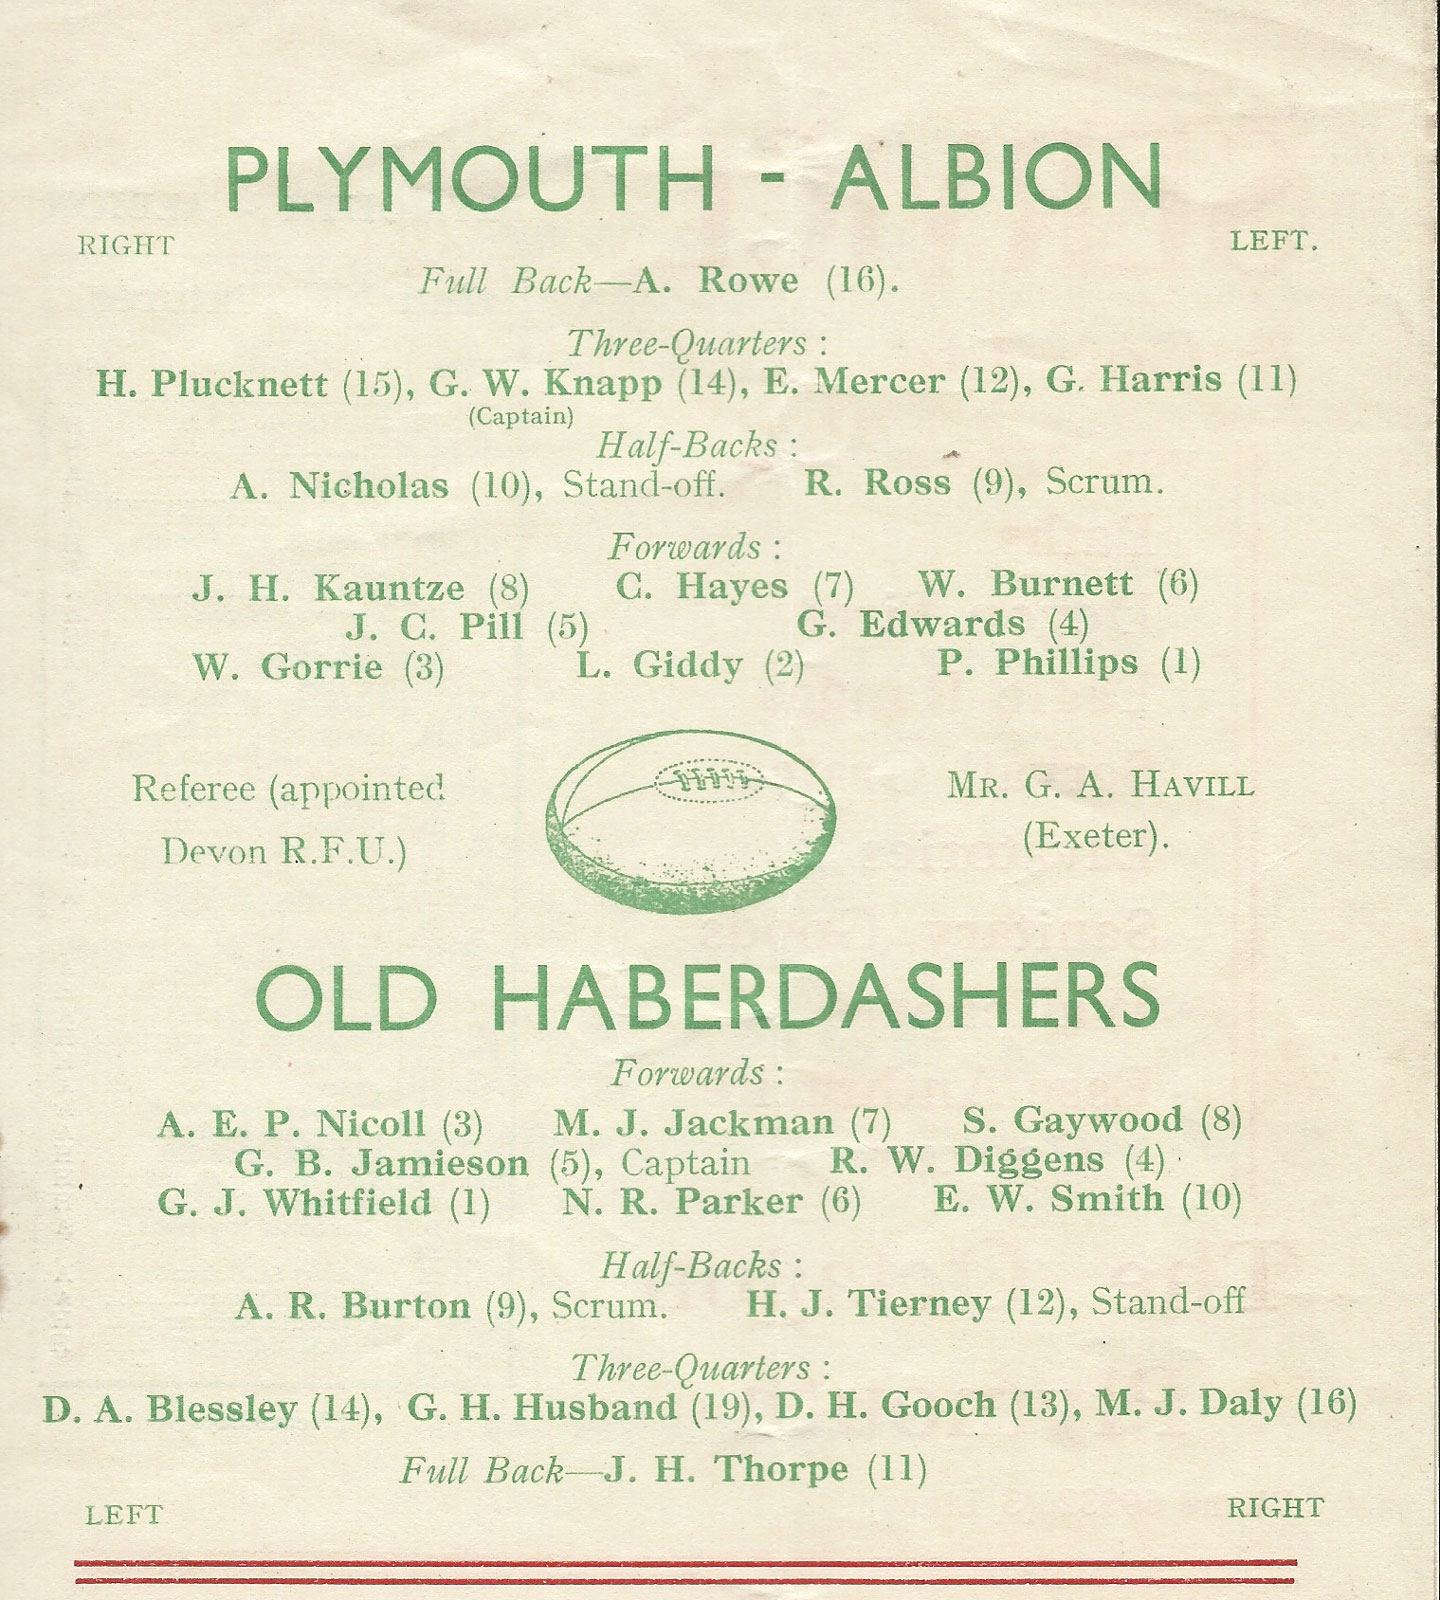 PLYMOUTH - ALBION
RIGHT LEFT.
Full Back—A. Rowe (16).
Three-Quarters :
H. Plucknett (15), G. W. Knapp (14), E. Mercer (12), G. Harris (11)
(Captain)
Half-Backs :
A. Nicholas (10), Stand-off. R. Ross (9), Scrum.
Forwards :
J. H. Kauntze (8) C. Hayes (7) W. Burnett (6)
J. C. Pill (5) G. Edwards (4)
W. Gorrie (3) L. Giddy (2) P. Phillips (1)
Referee (appointed MR. G. A. HAVILL
Devon R.F.U.) (Exeter).
OLD HABERDASHERS
Forwards :
A. E. P. Nicoll (3) M. J. Jackman (7) S. Gaywood (8)
G. B. Jamieson (5), Captain R. W. Diggens (4)
G. J. Whitfield (1) N. R. Parker (6) E. W. Smith (10)
Half-Backs :
A. R. Burton (9), Scrum. H. J. Tierney (12), Stand-off
Three-Quarters :
D. A. Blessley (14), G. H. Husband (19), D. H. Gooch (13), M. J. Daly (16)
Full Back—J. H. Thorpe (11)
LEFT RIGHT